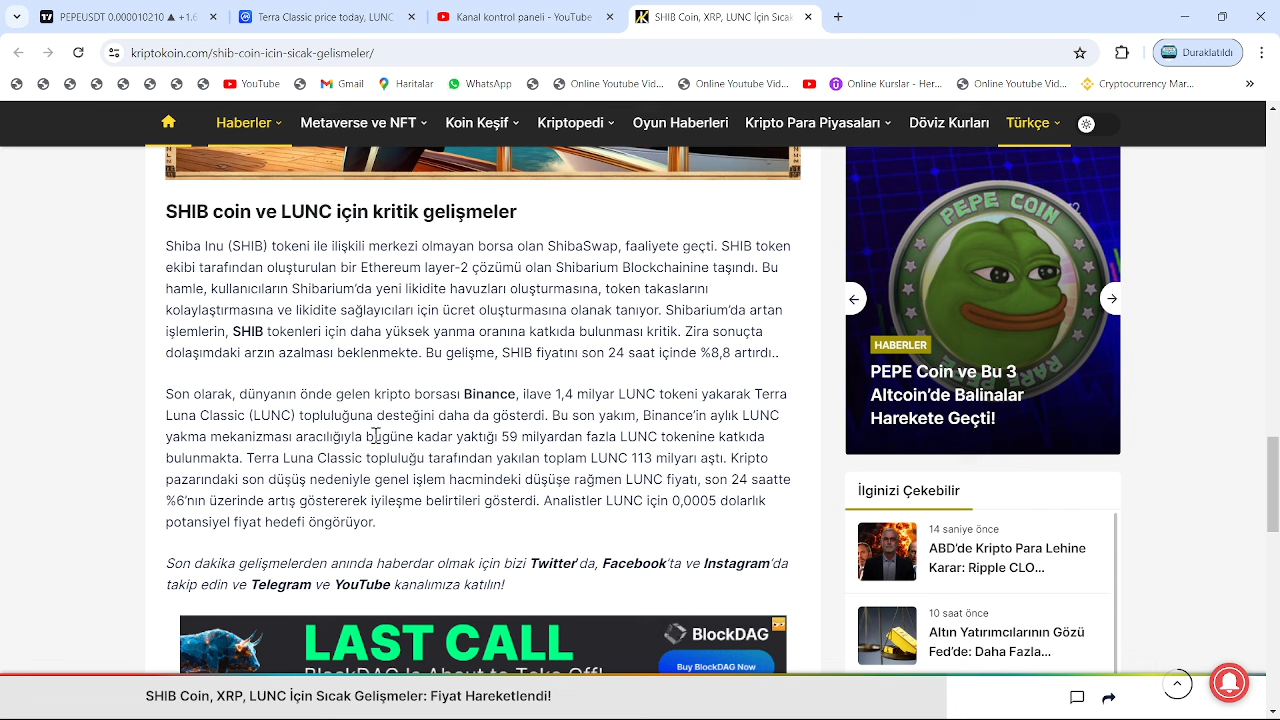 PEPEUSDT 0.00001210 ▲ +1.6
Terra Classic price today, LUNC
Kanal kontrol paneli - YouTube
SHIB Coin, XRP, LUNC İçin Sıcak
kriptokoin.com/shib-coin-icin-sicak-gelismeler/
Duraklatıldı
YouTube
Gmail
Haritalar
WhatsApp
Online Youtube Vid...
Online Youtube Vid...
Online Kurslar - Her...
Online Youtube Vid...
Cryptocurrency Mar...
Haberler
Metaverse ve NFT
Koin Keşif
Kriptopedi
Oyun Haberleri
Kripto Para Piyasaları
Döviz Kurları
Türkçe
SHIB coin ve LUNC için kritik gelişmeler
Shiba Inu (SHIB) tokeni ile ilişkili merkezi olmayan borsa olan ShibaSwap, faaliyete geçti. SHIB token
ekibi tarafından oluşturulan bir Ethereum layer-2 çözümü olan Shibarium Blockchainine taşındı. Bu
hamle, kullanıcıların Shibarium’da yeni likidite havuzları oluşturmasına, token takaslarını
kolaylaştırmasına ve likidite sağlayıcıları için ücret oluşturmasına olanak tanıyor. Shibarium’da artan
işlemlerin, SHIB tokenleri için daha yüksek yanma oranına katkıda bulunması kritik. Zira sonuçta
dolaşımdaki arzın azalması beklenmekte. Bu gelişme, SHIB fiyatını son 24 saat içinde %8,8 artırdı..
Son olarak, dünyanın önde gelen kripto borsası Binance, ilave 1,4 milyar LUNC tokeni yakarak Terra
Luna Classic (LUNC) topluluğuna desteğini daha da gösterdi. Bu son yakım, Binance’in aylık LUNC
yakma mekanizması aracılığıyla bugüne kadar yaktığı 59 milyardan fazla LUNC tokenine katkıda
bulunmakta. Terra Luna Classic topluluğu tarafından yakılan toplam LUNC 113 milyarı aştı. Kripto
pazarındaki son düşüş nedeniyle genel işlem hacmindeki düşüşe rağmen LUNC fiyatı, son 24 saatte
%6’nın üzerinde artış göstererek iyileşme belirtileri gösterdi. Analistler LUNC için 0,0005 dolarlık
potansiyel fiyat hedefi öngörüyor.
Son dakika gelişmelerinden haberdar olmak için bizi Twitter’da, Facebook’ta ve Instagram’da
takip edin ve Telegram ve YouTube kanalımıza katılın!
LAST CALL
BlockDAG Is About to Take Off!
BlockDAG
Buy BlockDAG Now
PEPE COIN
RARE PEPE
HABERLER
PEPE Coin ve Bu 3
Altcoin’de Balinalar
Harekete Geçti!
İlginizi Çekebilir
14 saniye önce
ABD’de Kripto Para Lehine
Karar: Ripple CLO...
10 saat önce
Altın Yatırımcılarının Gözü
Fed’de: Daha Fazla...
SHIB Coin, XRP, LUNC İçin Sıcak Gelişmeler: Fiyat Hareketlendi!